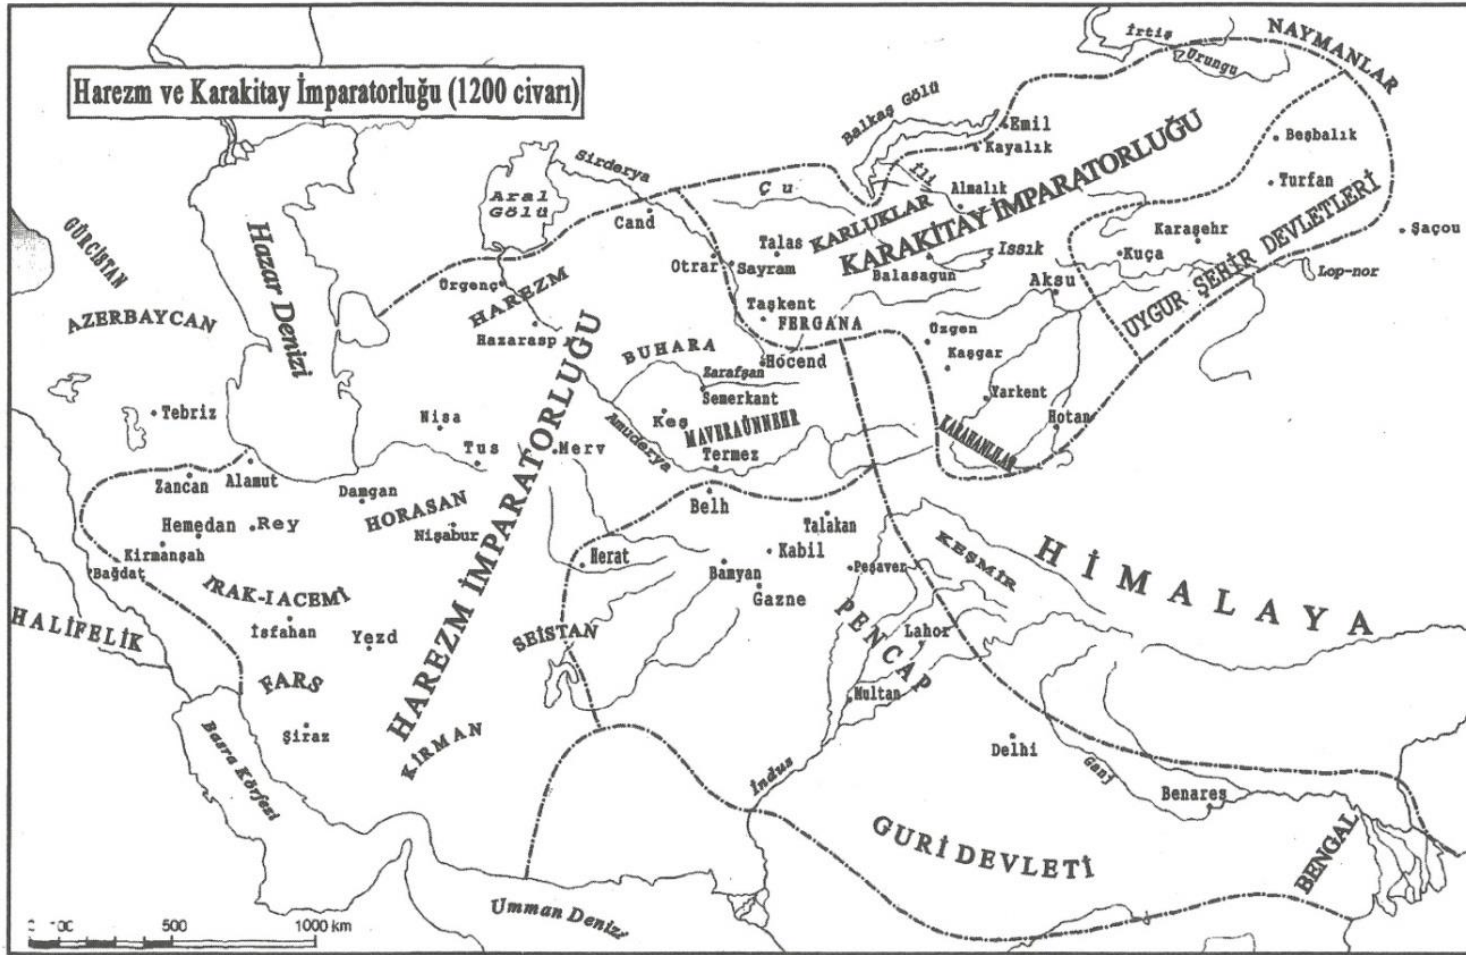 Harezm ve Karakitay İmparatorluğu (1200 civarı)
NAYMANLAR
İrtiş
Urungu
Balkaş Gölü
Emil
Kayalık
Beşbalık
Sirderya
Aral
Gölü
Çu
İli
Almalık
Turfan
KARAKİTAY İMPARATORLUĞU
KARLUKLAR
UYGUR ŞEHİR DEVLETLERİ
Cand
Talas
Otrar
Sayram
Balasagun
Issık
Karaşehr
Kuça
Şaçou
Lop-nor
Aksu
GÜRCİSTAN
Hazar Denizi
AZERBAYCAN
Ürgenç
HAREZM
Hazarasp
Taşkent
FERGANA
Özgen
Kaşgar
BUHARA
Zarafşan
Hocend
Semerkant
Yarkent
Hotan
Tebriz
Nisa
Keş
MAVERAÜNNEHR
KARAHANLILAR
Tus
Merv
Amuderya
Termez
Zancan
Alamut
Damgan
HORASAN
Belh
Talakan
Hemedan
Rey
Nişabur
HAREZM İMPARATORLUĞU
Kirmanşah
Herat
Kabil
Bamyan
Gazne
Peşaver
KEŞMİR
HİMALAYA
Bağdat
IRAK-I ACEMİ
HALİFELİK
İsfahan
Yezd
SEİSTAN
PENCAP
Lahor
FARS
Multan
Şiraz
KİRMAN
Basra Körfezi
İndus
Delhi
Ganj
Benares
GURİ DEVLETİ
BENGAL
Umman Denizi
0 100 500 1000 km